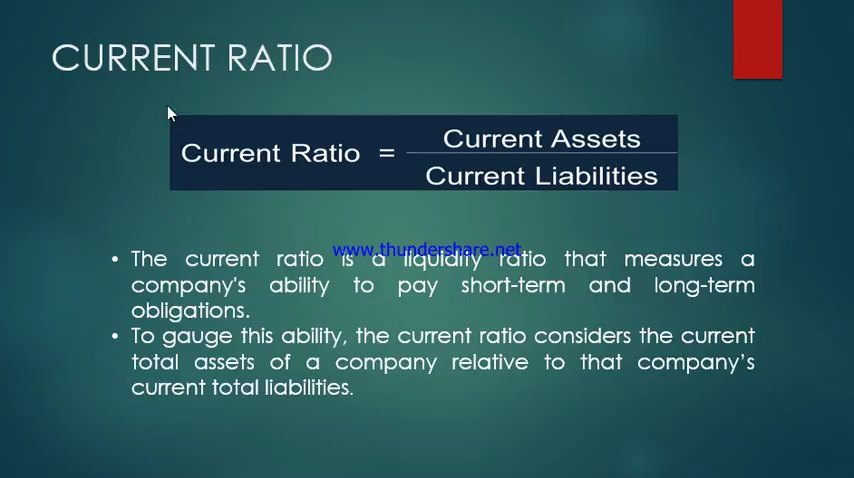 CURRENT RATIO
Current Ratio = Current Assets
Current Liabilities
www.thundershare.net
• The current ratio is a liquidity ratio that measures a
company's ability to pay short-term and long-term
obligations.
• To gauge this ability, the current ratio considers the current
total assets of a company relative to that company’s
current total liabilities.